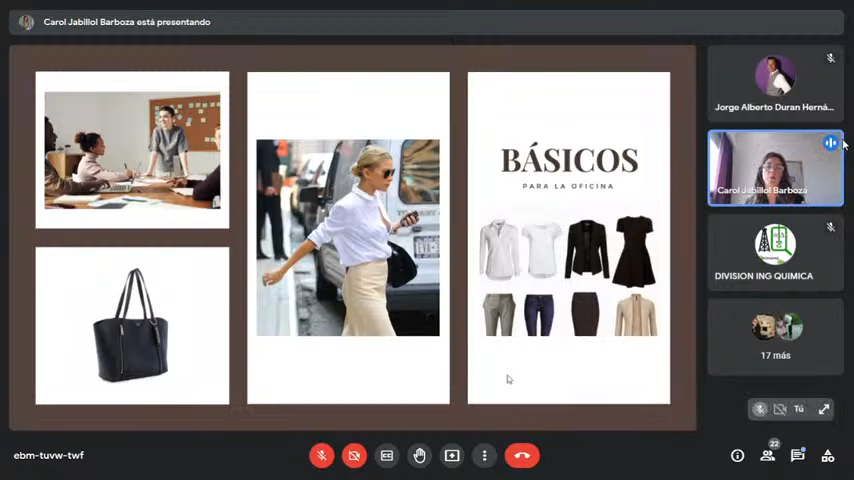 Carol Jabillol Barboza está presentando
BÁSICOS
PARA LA OFICINA
Jorge Alberto Duran Herná...
Carol Jabillol Barboza
DIVISION ING QUIMICA
17 más
Tú
ebm-tuvw-twf
22